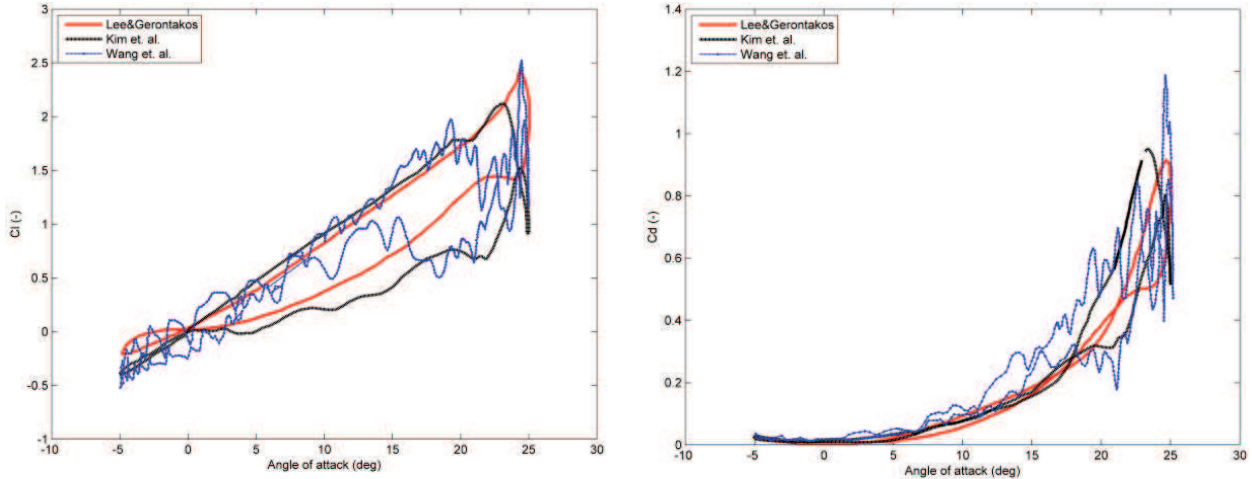 3
2.5
2
1.5
1
0.5
0
-0.5
-1
Cl (-)
Lee&Gerontakos
Kim et. al.
Wang et. al.
-10 -5 0 5 10 15 20 25 30
Angle of attack (deg)
1.4
1.2
1
0.8
0.6
0.4
0.2
0
Cd (-)
Lee&Gerontakos
Kim et. al.
Wang et. al.
-10 -5 0 5 10 15 20 25 30
Angle of attack (deg)